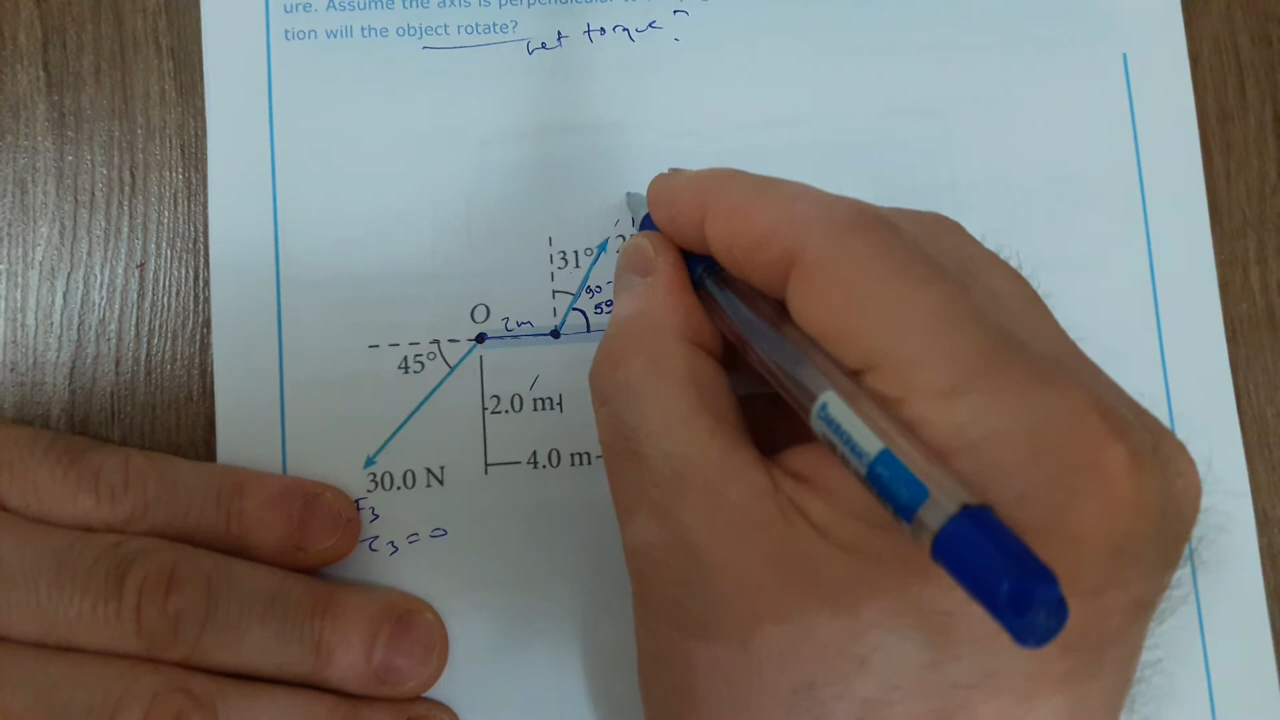 ure. Assume the axis is perpendicular
tion will the object rotate?
net torque?
31°
90-
59
O
2m
45°
2.0 m
4.0 m
30.0 N
F3
τ3=0